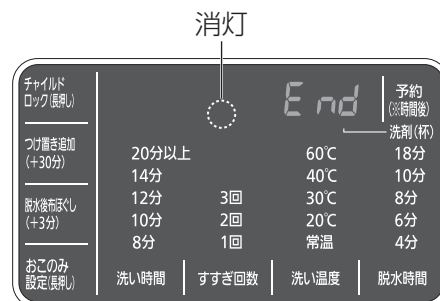 消灯
チャイルド
ロック(長押し)
End
予約
(※時間後)
洗剤(杯)
つけ置き追加
(+30分)
20分以上 60℃ 18分
14分 40℃ 10分
脱水後布ほぐし
(+3分)
12分 3回 30℃ 8分
10分 2回 20℃ 6分
8分 1回 常温 4分
おこのみ
設定(長押し)
洗い時間 すすぎ回数 洗い温度 脱水時間